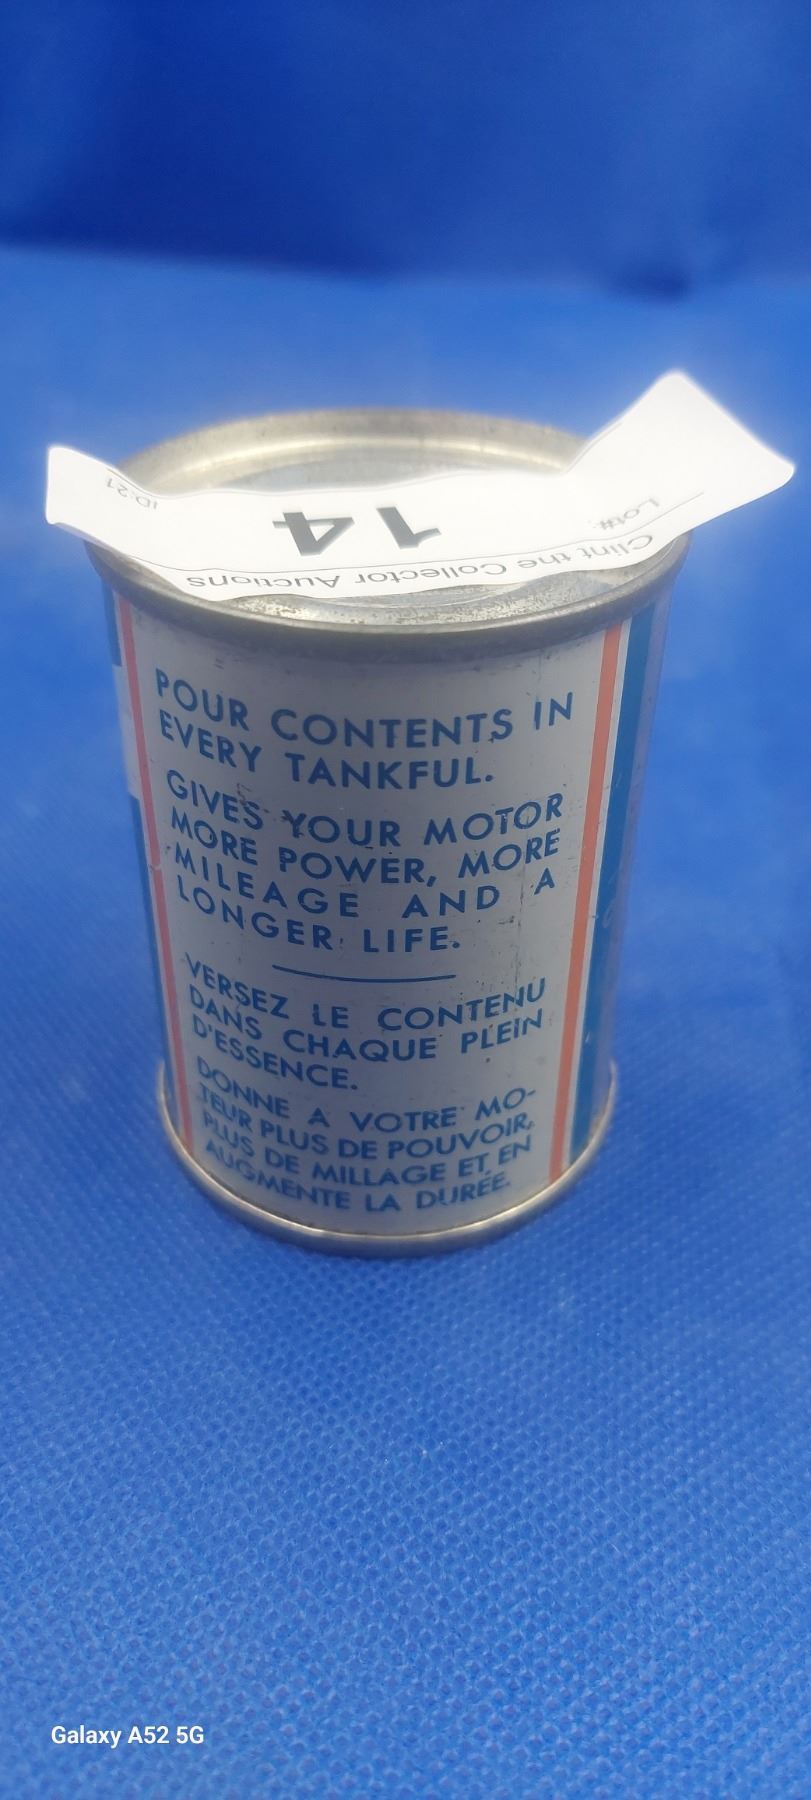 Clint the Collector Auctions
Lot#:
14
ID:21
POUR CONTENTS IN
EVERY TANKFUL.
GIVES YOUR MOTOR
MORE POWER, MORE
MILEAGE AND A
LONGER LIFE.
VERSEZ LE CONTENU
DANS CHAQUE PLEIN
D'ESSENCE.
DONNE A VOTRE MO-
TEUR PLUS DE POUVOIR,
PLUS DE MILLAGE ET EN
AUGMENTE LA DURÉE.
Galaxy A52 5G